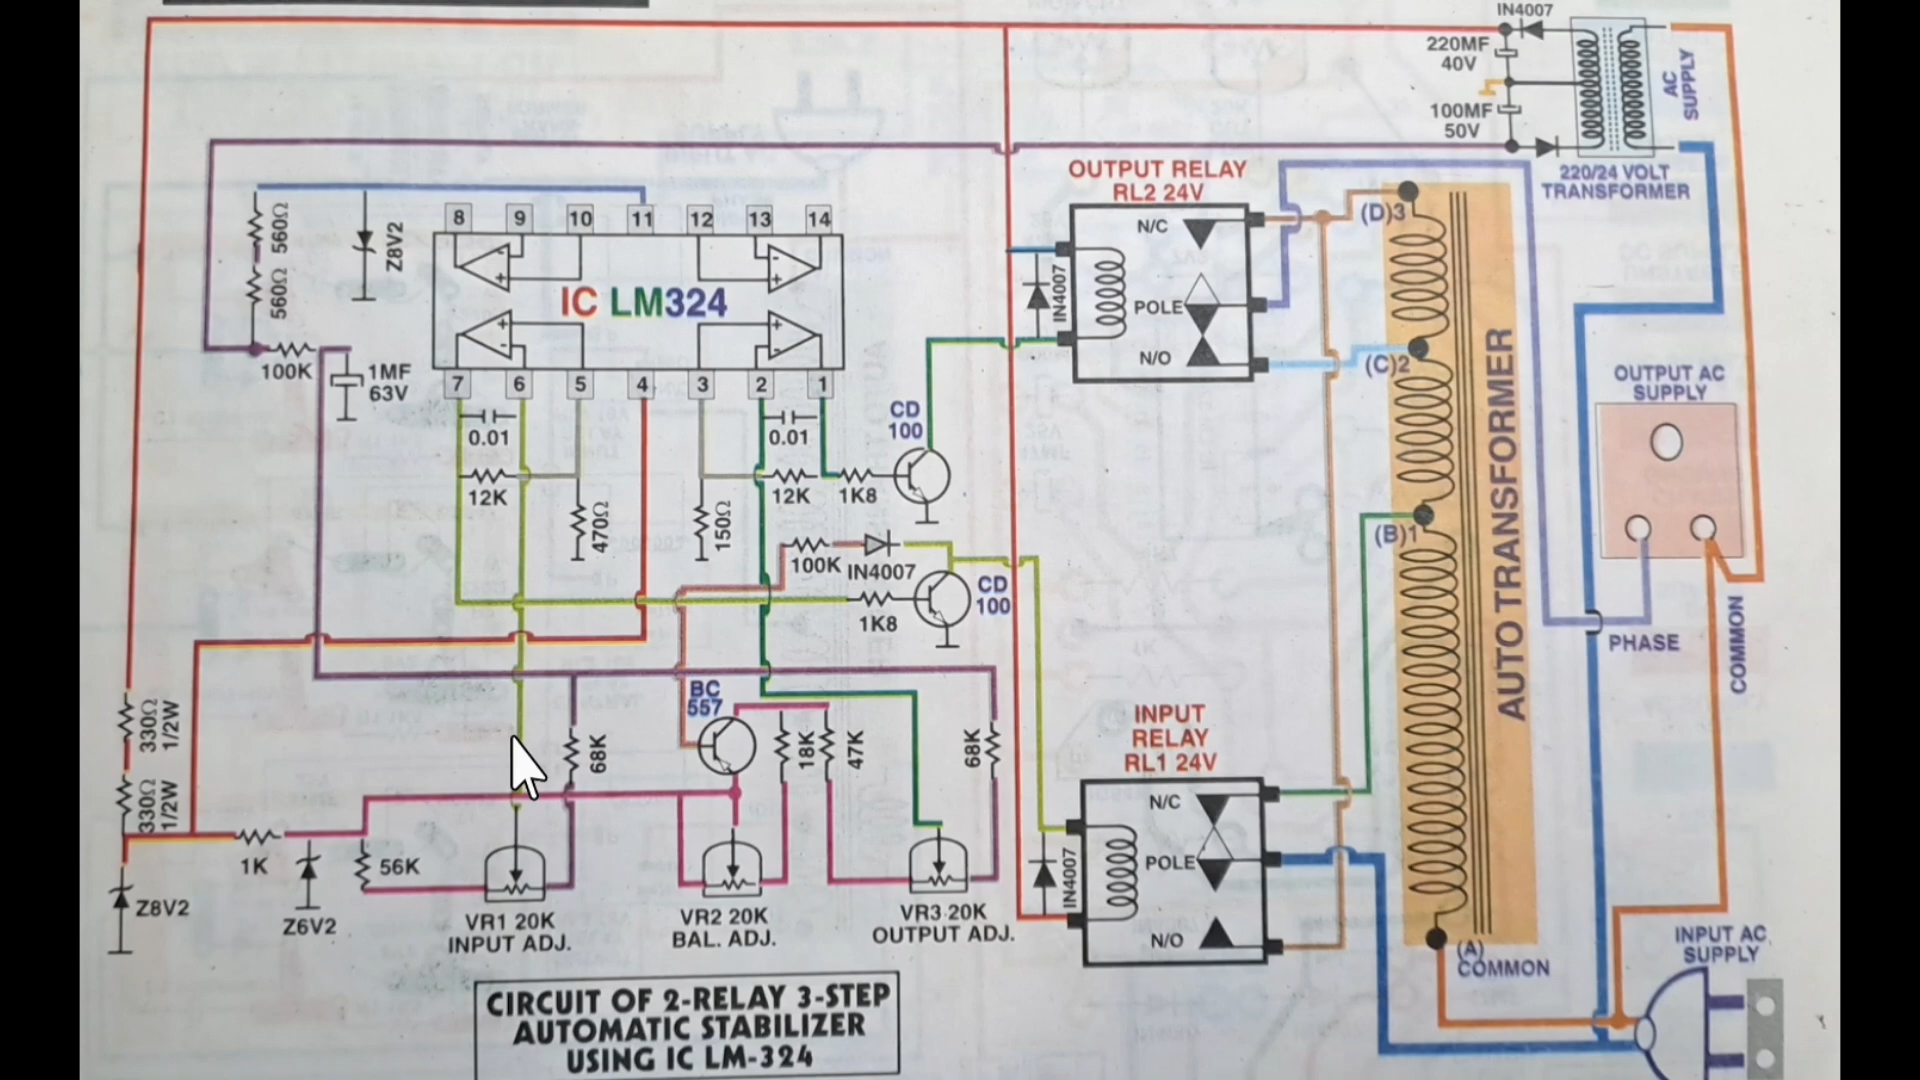 IN4007
220MF
40V
100MF
50V
AC
SUPPLY
220/24 VOLT
TRANSFORMER
OUTPUT RELAY
RL2 24V
N/C
POLE
N/O
IN4007
(D)3
(C)2
(B)1
(A)
COMMON
AUTO TRANSFORMER
OUTPUT AC
SUPPLY
PHASE
COMMON
INPUT AC
SUPPLY
560Ω
560Ω
Z8V2
100K
1MF
63V
8 9 10 11 12 13 14
- + - +
IC LM324
+ - + -
7 6 5 4 3 2 1
0.01
12K
470Ω
150Ω
0.01
12K
1K8
CD
100
100K
IN4007
1K8
CD
100
330Ω
1/2W
330Ω
1/2W
Z8V2
1K
Z6V2
56K
68K
BC
557
18K
47K
68K
VR1 20K
INPUT ADJ.
VR2 20K
BAL. ADJ.
VR3 20K
OUTPUT ADJ.
INPUT
RELAY
RL1 24V
N/C
POLE
N/O
IN4007
CIRCUIT OF 2-RELAY 3-STEP
AUTOMATIC STABILIZER
USING IC LM-324